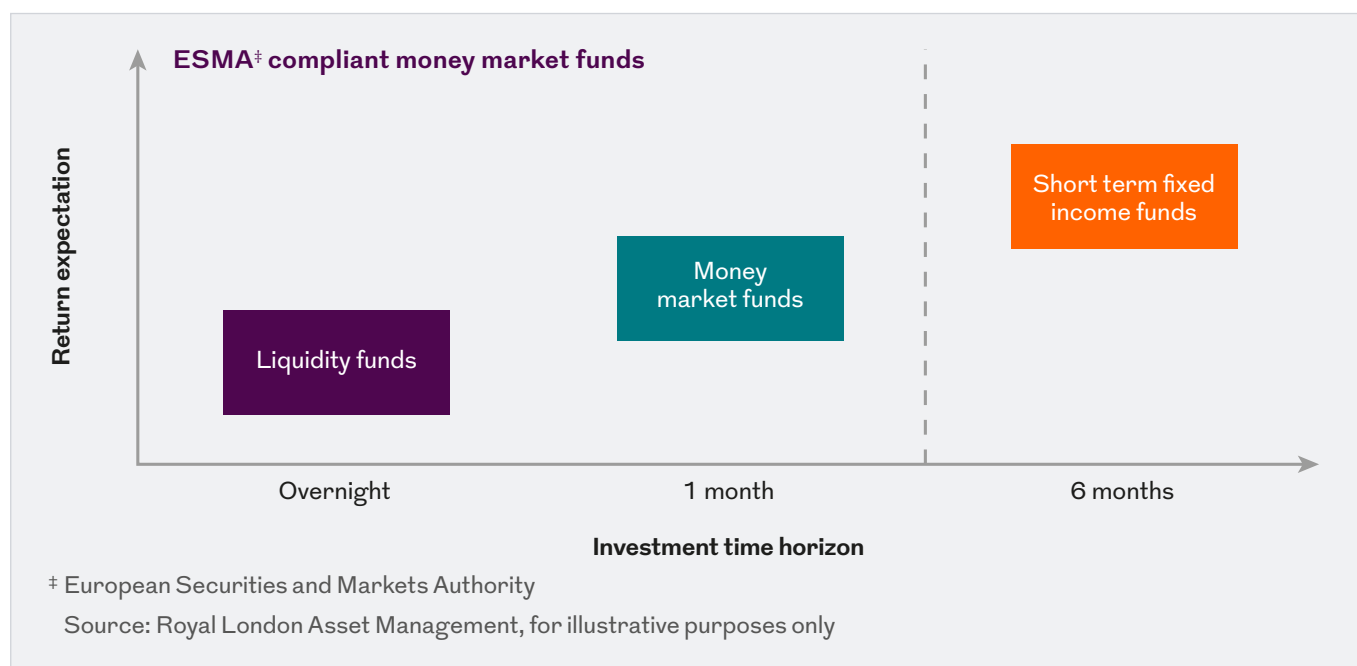 ESMA‡ compliant money market funds
Return expectation
Short term fixed
income funds
Money
market funds
Liquidity funds
Overnight
1 month
6 months
Investment time horizon
‡ European Securities and Markets Authority
Source: Royal London Asset Management, for illustrative purposes only